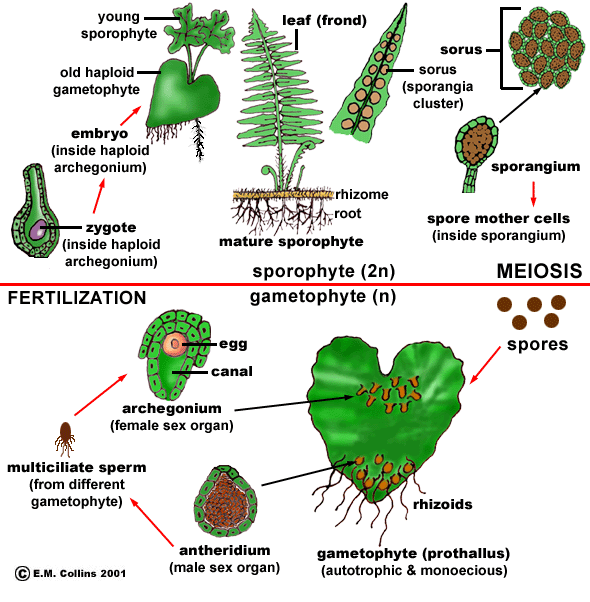 young
sporophyte
old haploid
gametophyte
embryo
(inside haploid
archegonium)
zygote
(inside haploid
archegonium)
leaf (frond)
sorus
(sporangia
cluster)
rhizome
root
mature sporophyte
sorus
sporangium
spore mother cells
(inside sporangium)
sporophyte (2n)
MEIOSIS
FERTILIZATION
gametophyte (n)
spores
egg
canal
archegonium
(female sex organ)
multiciliate sperm
(from different
gametophyte)
antheridium
(male sex organ)
rhizoids
gametophyte (prothallus)
(autotrophic & monoecious)
© E.M. Collins 2001